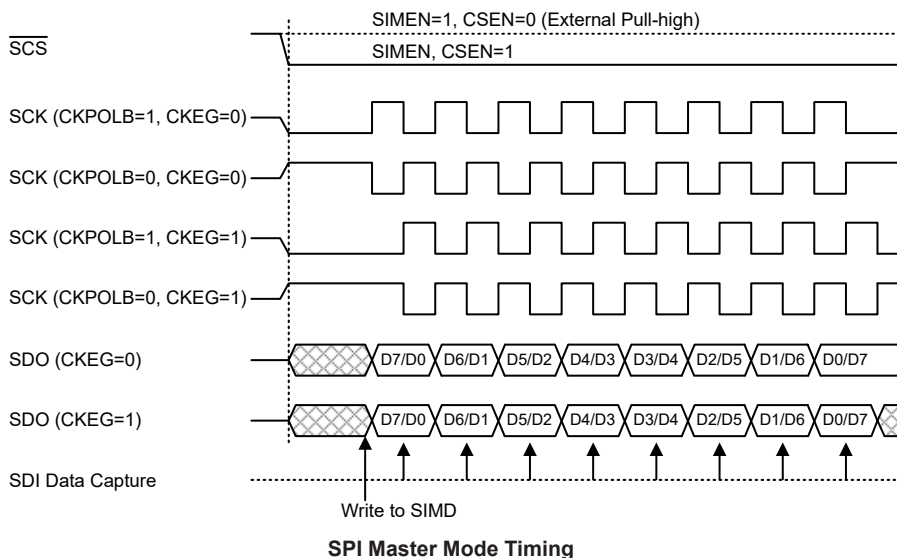 SIMEN=1, CSEN=0 (External Pull-high)
SCS
SIMEN, CSEN=1
SCK (CKPOLB=1, CKEG=0)
SCK (CKPOLB=0, CKEG=0)
SCK (CKPOLB=1, CKEG=1)
SCK (CKPOLB=0, CKEG=1)
SDO (CKEG=0) D7/D0 D6/D1 D5/D2 D4/D3 D3/D4 D2/D5 D1/D6 D0/D7
SDO (CKEG=1) D7/D0 D6/D1 D5/D2 D4/D3 D3/D4 D2/D5 D1/D6 D0/D7
SDI Data Capture
Write to SIMD
SPI Master Mode Timing